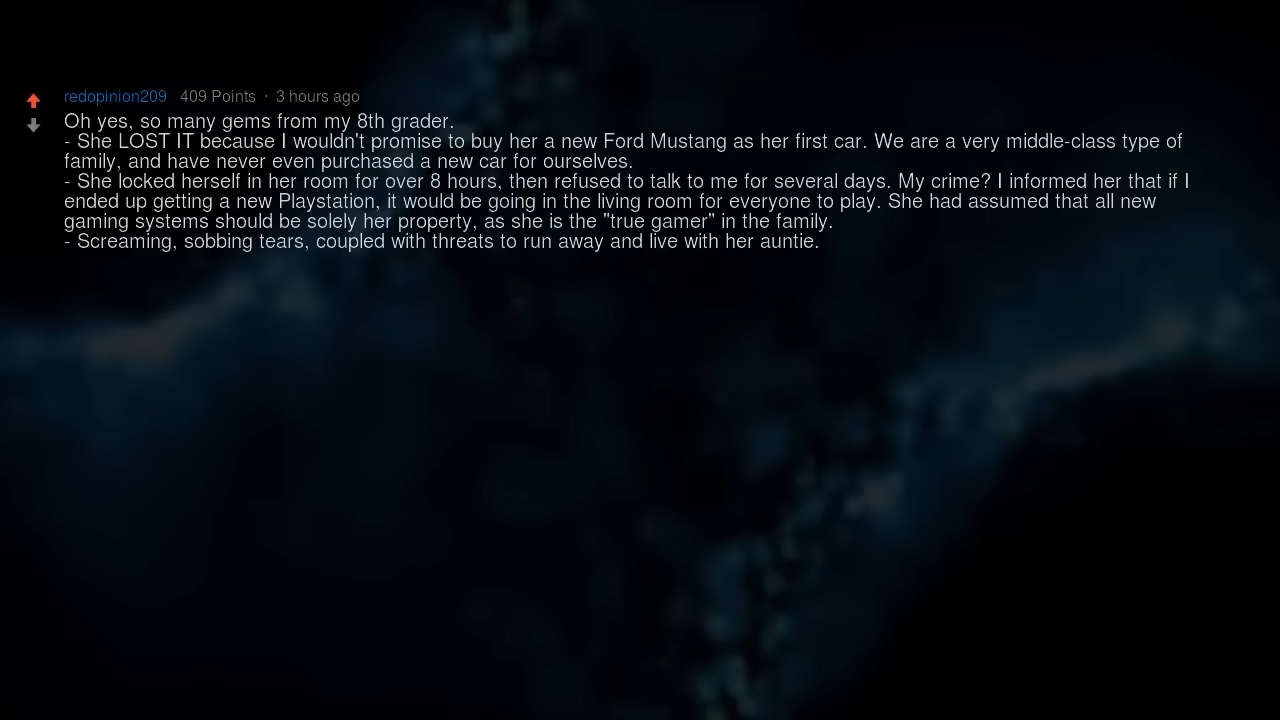 redopinion209 409 Points · 3 hours ago
Oh yes, so many gems from my 8th grader.
- She LOST IT because I wouldn't promise to buy her a new Ford Mustang as her first car. We are a very middle-class type of
family, and have never even purchased a new car for ourselves.
- She locked herself in her room for over 8 hours, then refused to talk to me for several days. My crime? I informed her that if I
ended up getting a new Playstation, it would be going in the living room for everyone to play. She had assumed that all new
gaming systems should be solely her property, as she is the "true gamer" in the family.
- Screaming, sobbing tears, coupled with threats to run away and live with her auntie.